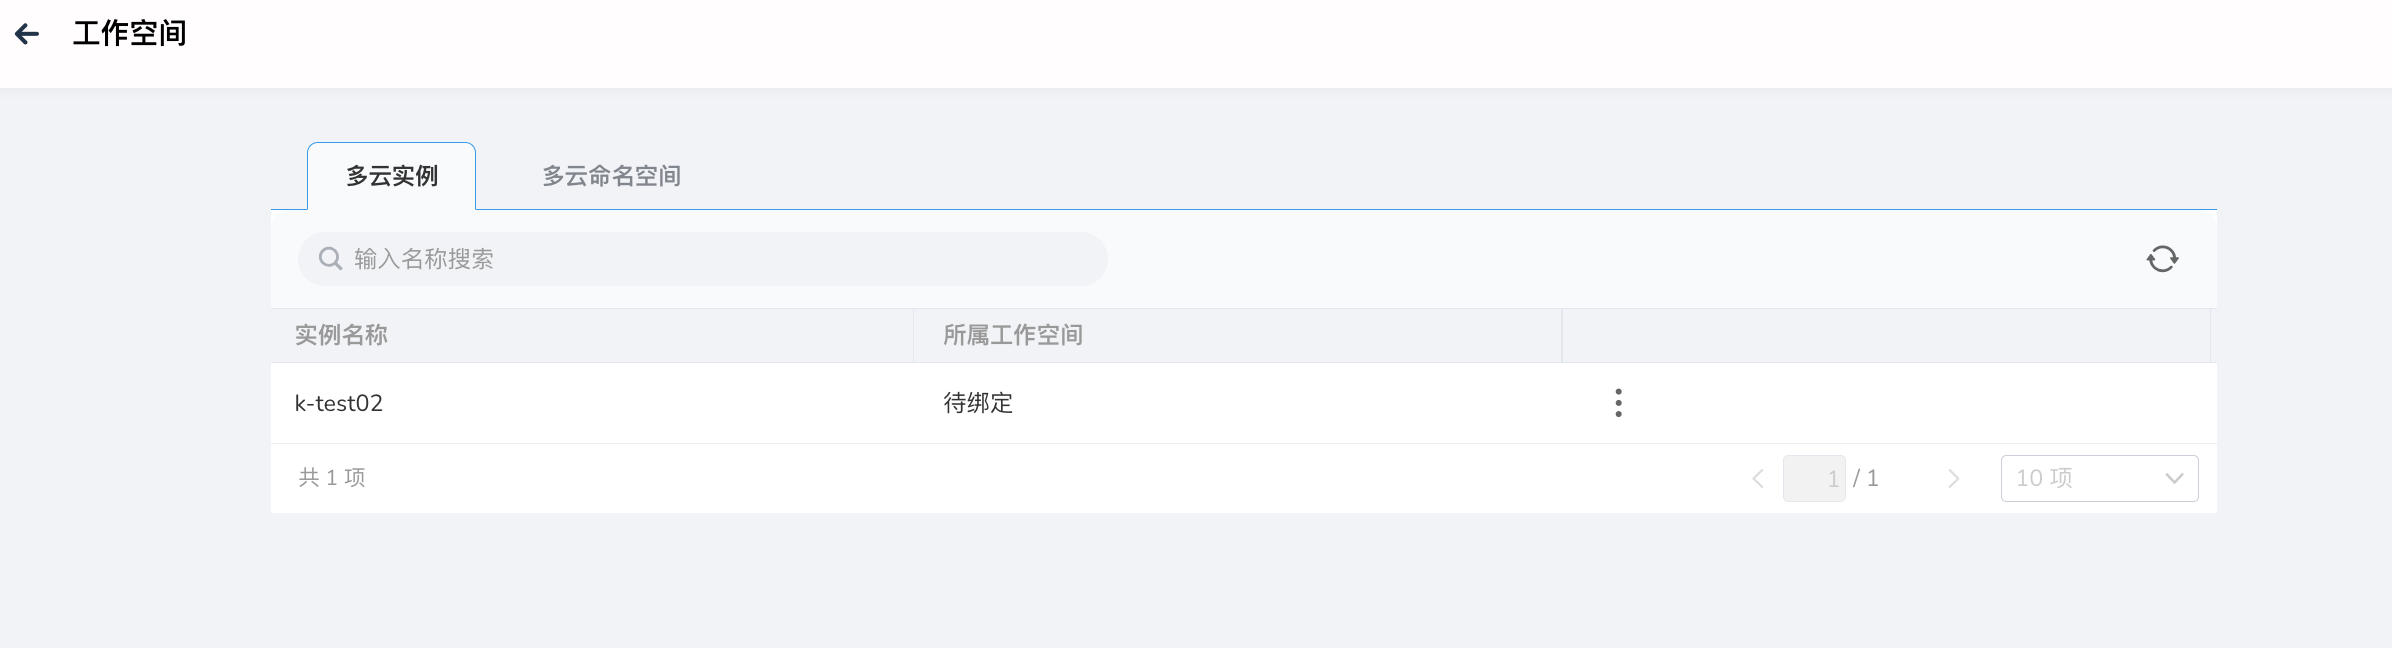 工作空间
多云实例
多云命名空间
输入名称搜索
实例名称
所属工作空间
k-test02
待绑定
共 1 项
1 / 1
10 项